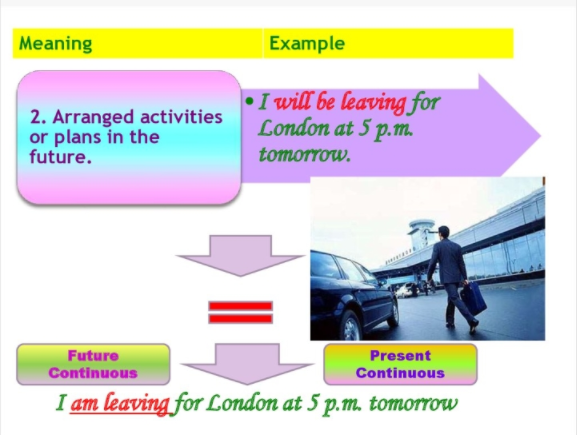 Meaning
Example
2. Arranged activities
or plans in the
future.
• I will be leaving for
London at 5 p.m.
tomorrow.
Future
Continuous
Present
Continuous
I am leaving for London at 5 p.m. tomorrow